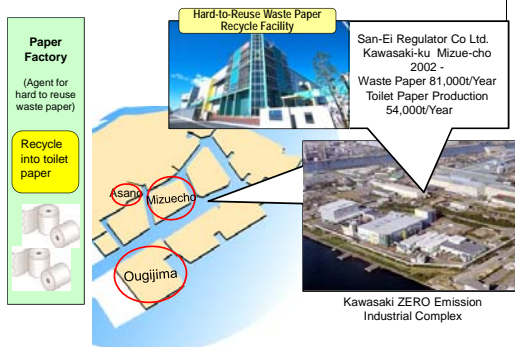 Hard-to-Reuse Waste Paper
Recycle Facility
Paper
Factory
(Agent for
hard to reuse
waste paper)
Recycle
into toilet
paper
San-Ei Regulator Co Ltd.
Kawasaki-ku Mizue-cho
2002 -
Waste Paper 81,000t/Year
Toilet Paper Production
54,000t/Year
Asano
Mizuecho
Ougijima
Kawasaki ZERO Emission
Industrial Complex